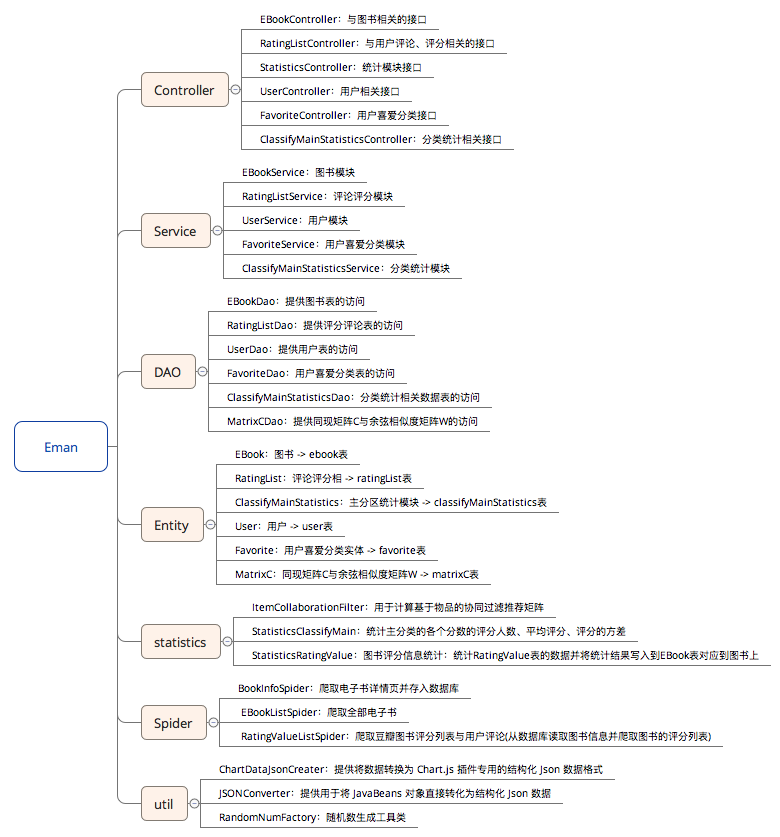 Eman
Controller
EBookController：与图书相关的接口
RatingListController：与用户评论、评分相关的接口
StatisticsController：统计模块接口
UserController：用户相关接口
FavoriteController：用户喜爱分类接口
ClassifyMainStatisticsController：分类统计相关接口
Service
EBookService：图书模块
RatingListService：评论评分模块
UserService：用户模块
FavoriteService：用户喜爱分类模块
ClassifyMainStatisticsService：分类统计模块
DAO
EBookDao：提供图书表的访问
RatingListDao：提供评分评论表的访问
UserDao：提供用户表的访问
FavoriteDao：用户喜爱分类表的访问
ClassifyMainStatisticsDao：分类统计相关数据表的访问
MatrixCDao：提供同现矩阵C与余弦相似度矩阵W的访问
Entity
EBook：图书 -> ebook表
RatingList：评论评分相 -> ratingList表
ClassifyMainStatistics：主分区统计模块 -> classifyMainStatistics表
User：用户 -> user表
Favorite：用户喜爱分类实体 -> favorite表
MatrixC：同现矩阵C与余弦相似度矩阵W -> matrixC表
statistics
ItemCollaborationFilter：用于计算基于物品的协同过滤推荐矩阵
StatisticsClassifyMain：统计主分类的各个分数的评分人数、平均评分、评分的方差
StatisticsRatingValue：图书评分信息统计：统计RatingValue表的数据并将统计结果写入到EBook表对应到图书上
Spider
BookInfoSpider：爬取电子书详情页并存入数据库
EBookListSpider：爬取全部电子书
RatingValueListSpider：爬取豆瓣图书评分列表与用户评论(从数据库读取图书信息并爬取图书的评分列表)
util
ChartDataJsonCreater：提供将数据转换为 Chart.js 插件专用的结构化 Json 数据格式
JSONConverter：提供用于将 JavaBeans 对象直接转化为结构化 Json 数据
RandomNumFactory：随机数生成工具类